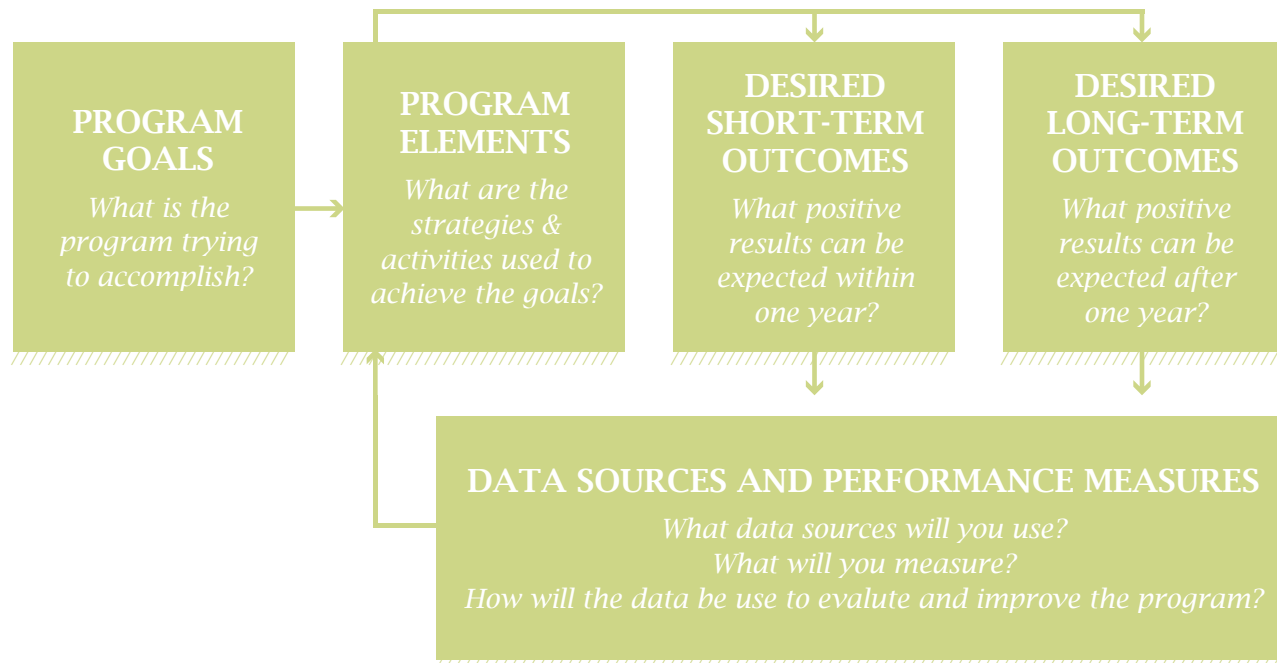 PROGRAM
GOALS
What is the
program trying
to accomplish?
PROGRAM
ELEMENTS
What are the
strategies &
activities used to
achieve the goals?
DESIRED
SHORT-TERM
OUTCOMES
What positive
results can be
expected within
one year?
DESIRED
LONG-TERM
OUTCOMES
What positive
results can be
expected after
one year?
DATA SOURCES AND PERFORMANCE MEASURES
What data sources will you use?
What will you measure?
How will the data be use to evalute and improve the program?